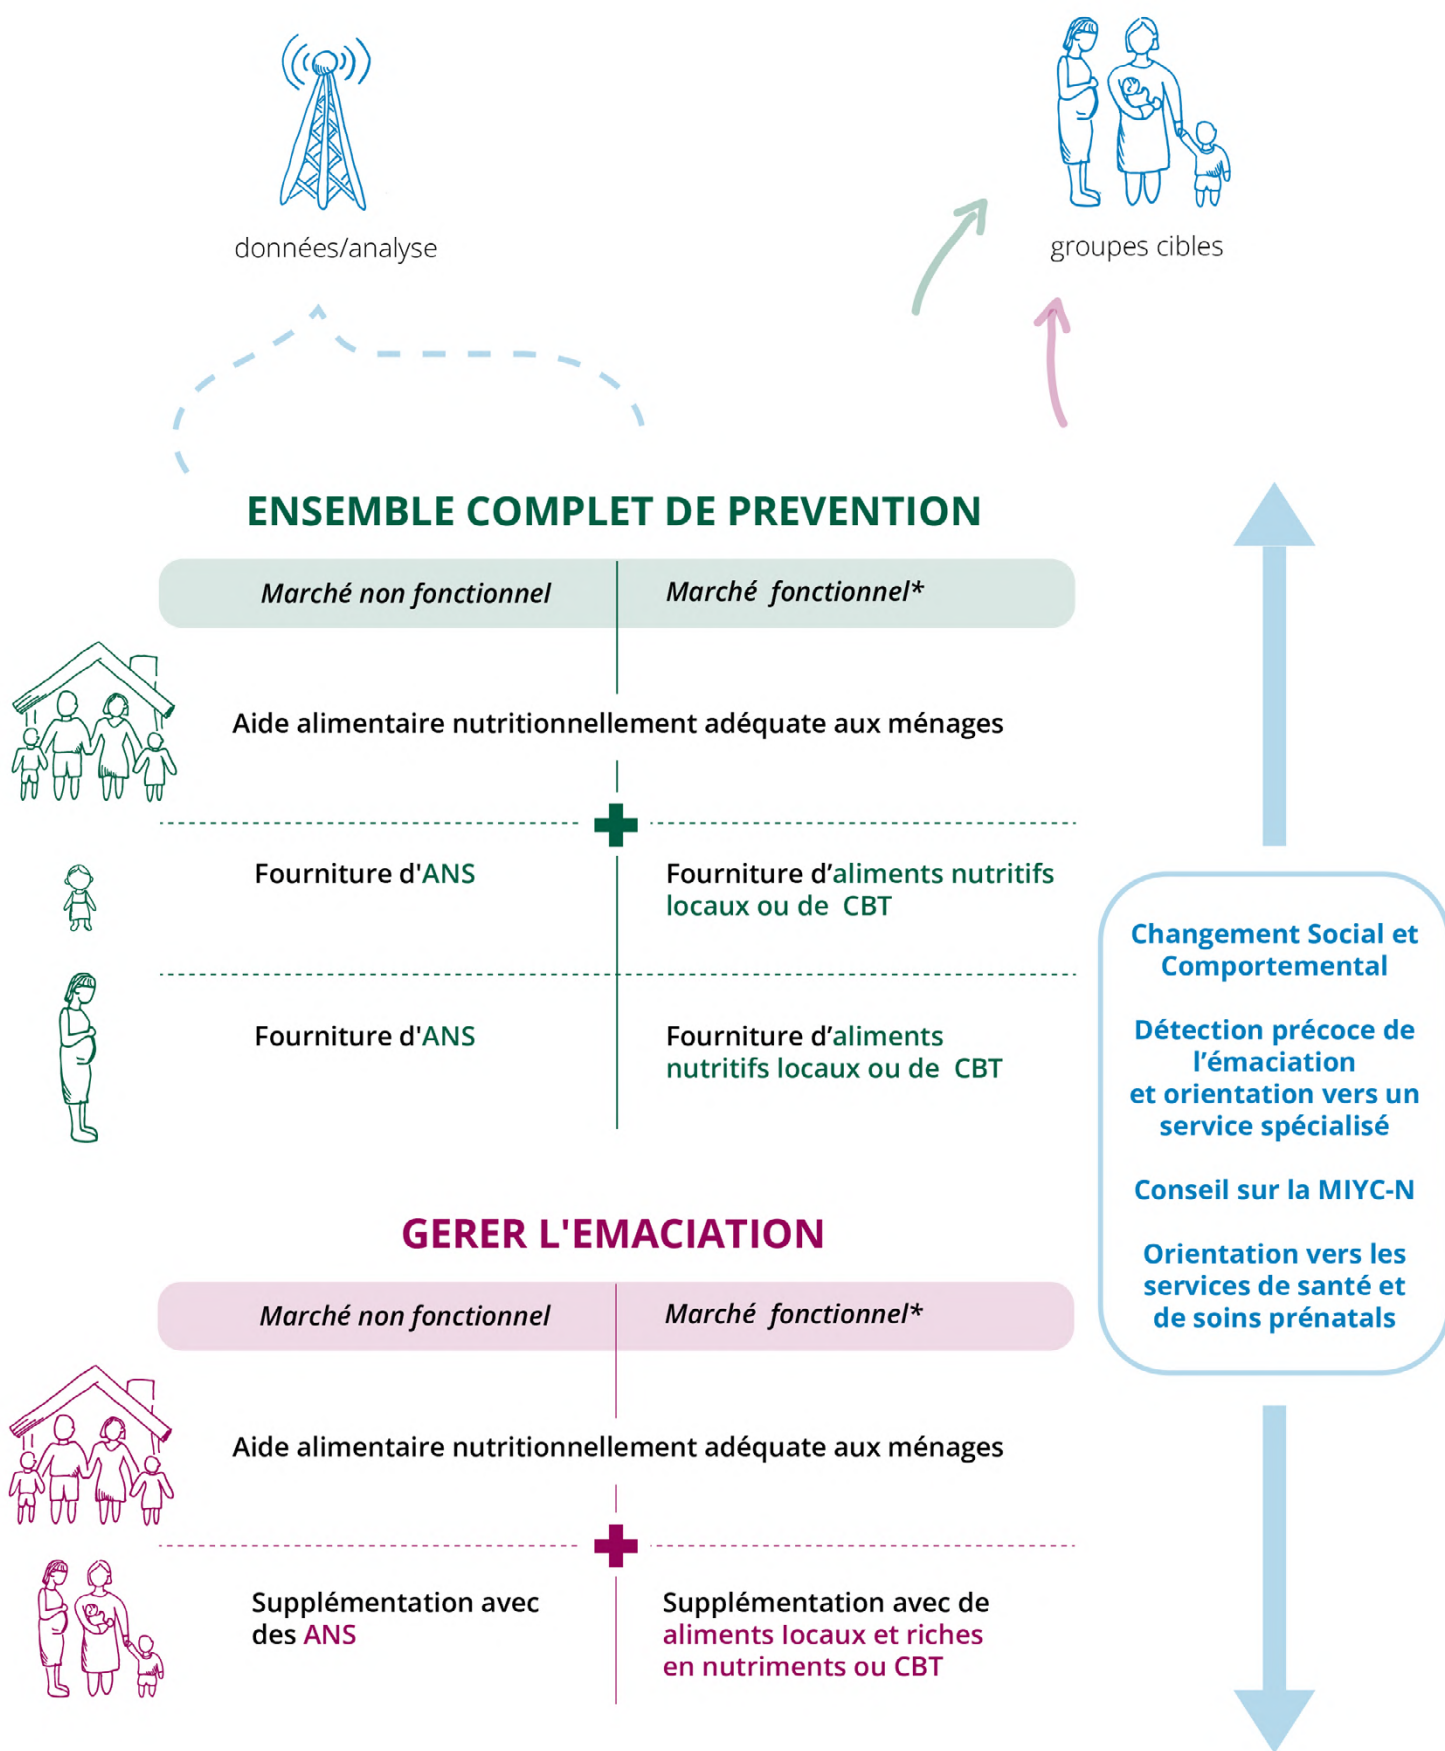 données/analyse
groupes cibles
ENSEMBLE COMPLET DE PREVENTION
Marché non fonctionnel
Marché fonctionnel*
Aide alimentaire nutritionnellement adéquate aux ménages
Fourniture d'ANS
Fourniture d’aliments nutritifs
locaux ou de CBT
Fourniture d'ANS
Fourniture d’aliments
nutritifs locaux ou de CBT
Changement Social et
Comportemental
Détection précoce de
l’émaciation
et orientation vers un
service spécialisé
Conseil sur la MIYC-N
Orientation vers les
services de santé et
de soins prénatals
GERER L'EMACIATION
Marché non fonctionnel
Marché fonctionnel*
Aide alimentaire nutritionnellement adéquate aux ménages
Supplémentation avec
des ANS
Supplémentation avec de
aliments locaux et riches
en nutriments ou CBT